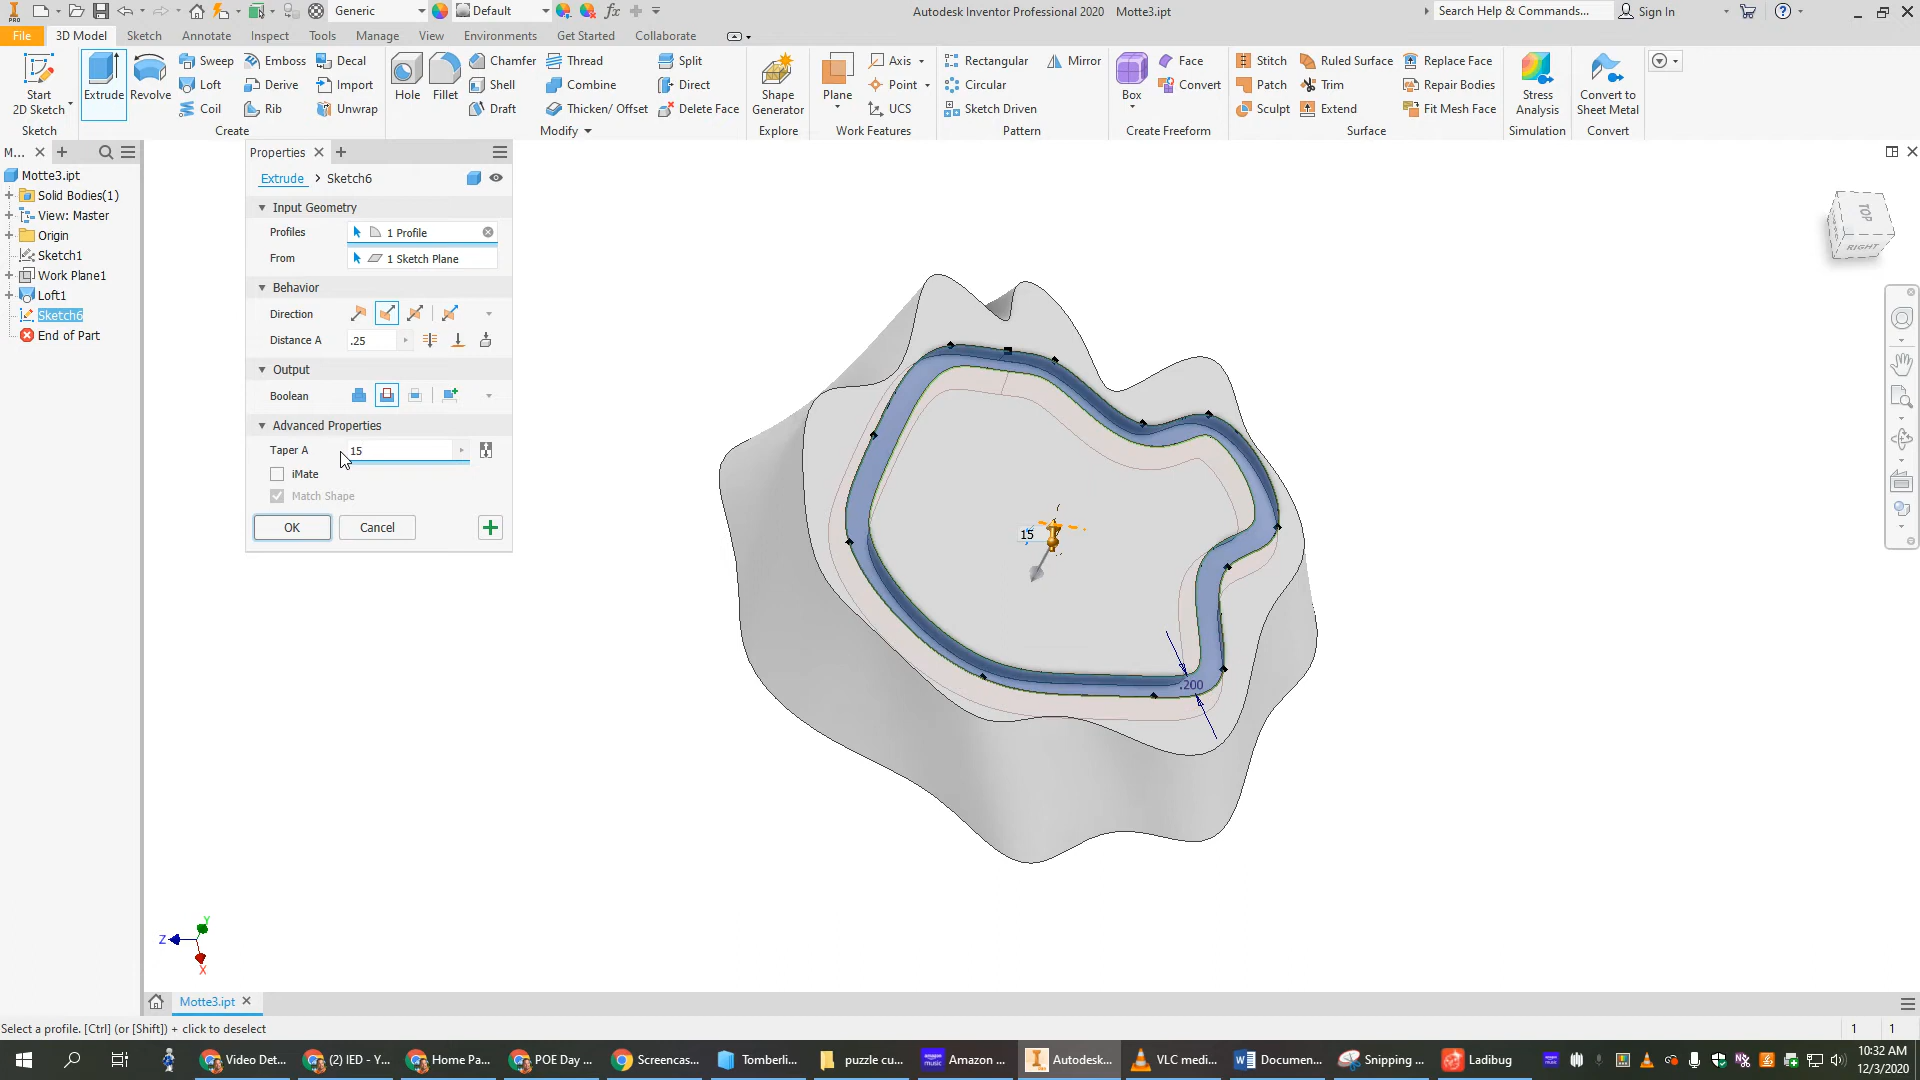 PRO Generic Default fx Autodesk Inventor Professional 2020 Motte3.ipt Search Help & Commands... Sign In
File 3D Model Sketch Annotate Inspect Tools Manage View Environments Get Started Collaborate
Start 2D Sketch Extrude Revolve Sweep Emboss Decal Hole Fillet Chamfer Thread Split Shape Generator Plane Axis Rectangular Mirror Box Face Stitch Ruled Surface Replace Face Stress Analysis Convert to Sheet Metal
Loft Derive Import Shell Combine Direct Point Circular Convert Patch Trim Repair Bodies
Coil Rib Unwrap Draft Thicken/ Offset Delete Face UCS Sketch Driven Sculpt Extend Fit Mesh Face
Sketch Create Modify Explore Work Features Pattern Create Freeform Surface Simulation Convert
M...
Properties
Motte3.ipt
Extrude > Sketch6
Solid Bodies(1)
View: Master
Input Geometry
Origin
Profiles 1 Profile
Sketch1
From 1 Sketch Plane
Work Plane1
Behavior
Loft1
Direction
Sketch6
End of Part
Distance A .25
Output
Boolean
Advanced Properties
Taper A 15
iMate
Match Shape
OK Cancel
TOP
RIGHT
15
.200
Y
Z
X
Motte3.ipt
Select a profile. [Ctrl] (or [Shift]) + click to deselect 1 1
Video Det... (2) IED - Y... Home Pa... POE Day ... Screencas... Tomberli... puzzle cu... Amazon ... Autodesk... VLC medi... Documen... Snipping ... Ladibug
10:32 AM
12/3/2020